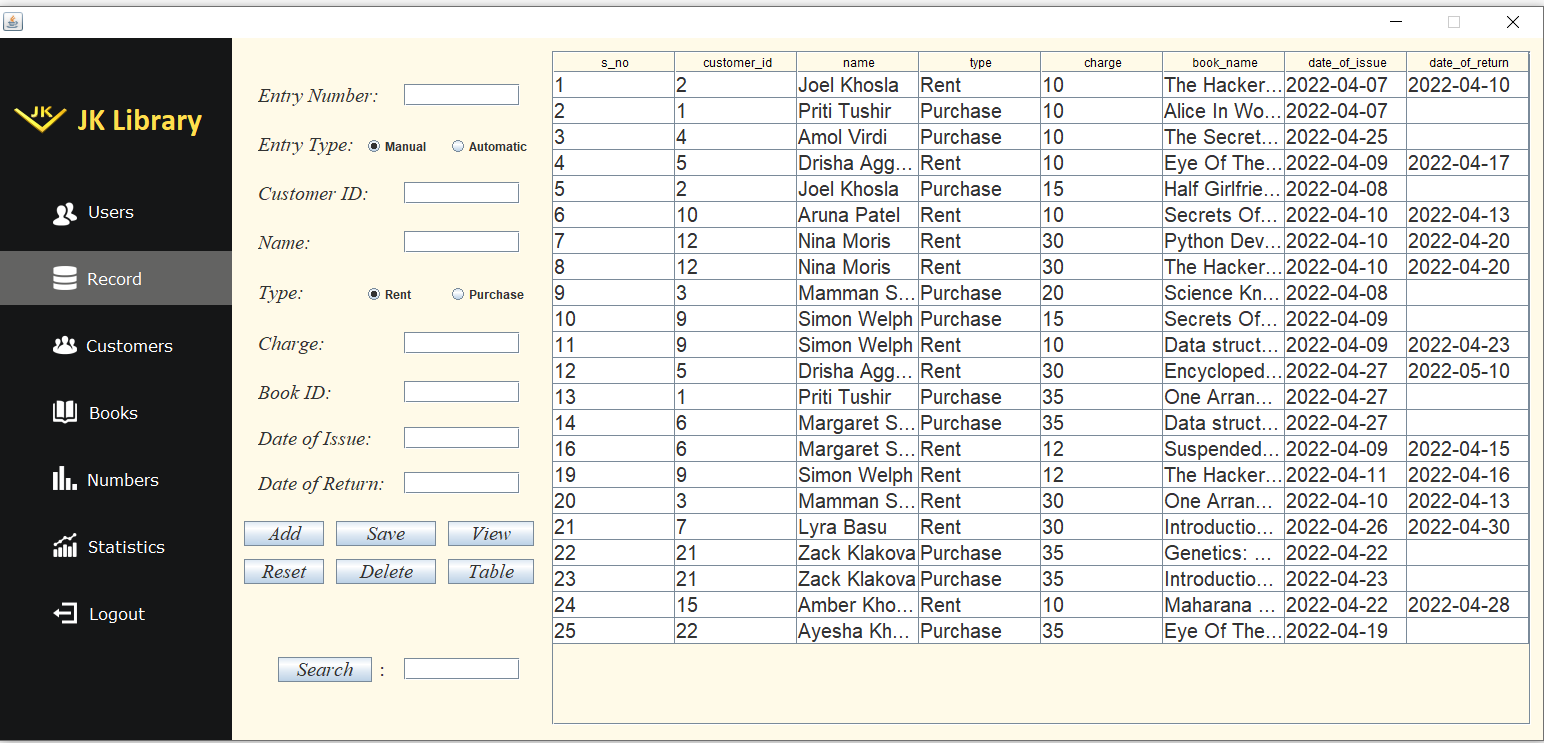 JK
JK Library
Users
Record
Customers
Books
Numbers
Statistics
Logout
Entry Number:
Entry Type: Manual Automatic
Customer ID:
Name:
Type: Rent Purchase
Charge:
Book ID:
Date of Issue:
Date of Return:
Add Save View
Reset Delete Table
Search :
s_no customer_id name type charge book_name date_of_issue date_of_return
1 2 Joel Khosla Rent 10 The Hacker... 2022-04-07 2022-04-10
2 1 Priti Tushir Purchase 10 Alice In Wo... 2022-04-07
3 4 Amol Virdi Purchase 10 The Secret... 2022-04-25
4 5 Drisha Agg... Rent 10 Eye Of The... 2022-04-09 2022-04-17
5 2 Joel Khosla Purchase 15 Half Girlfrie... 2022-04-08
6 10 Aruna Patel Rent 10 Secrets Of... 2022-04-10 2022-04-13
7 12 Nina Moris Rent 30 Python Dev... 2022-04-10 2022-04-20
8 12 Nina Moris Rent 30 The Hacker... 2022-04-10 2022-04-20
9 3 Mamman S... Purchase 20 Science Kn... 2022-04-08
10 9 Simon Welph Purchase 15 Secrets Of... 2022-04-09
11 9 Simon Welph Rent 10 Data struct... 2022-04-09 2022-04-23
12 5 Drisha Agg... Rent 30 Encycloped... 2022-04-27 2022-05-10
13 1 Priti Tushir Purchase 35 One Arran... 2022-04-27
14 6 Margaret S... Purchase 35 Data struct... 2022-04-27
16 6 Margaret S... Rent 12 Suspended... 2022-04-09 2022-04-15
19 9 Simon Welph Rent 12 The Hacker... 2022-04-11 2022-04-16
20 3 Mamman S... Rent 30 One Arran... 2022-04-10 2022-04-13
21 7 Lyra Basu Rent 30 Introductio... 2022-04-26 2022-04-30
22 21 Zack Klakova Purchase 35 Genetics: ... 2022-04-22
23 21 Zack Klakova Purchase 35 Introductio... 2022-04-23
24 15 Amber Kho... Rent 10 Maharana ... 2022-04-22 2022-04-28
25 22 Ayesha Kh... Purchase 35 Eye Of The... 2022-04-19